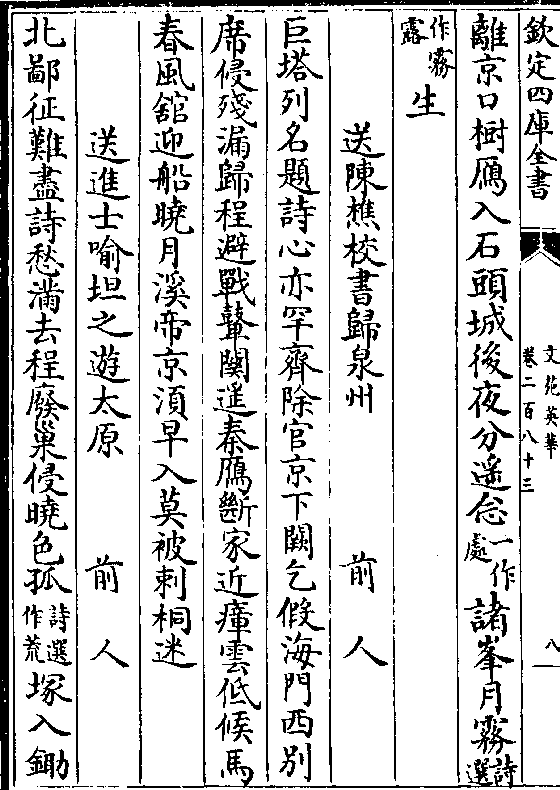 欽定四庫全書
文苑英華
卷二百八十三
八
離京口樹鴈入石頭城後夜分遥念一作處諸峯月霧詩選
作霧露生
送陳樵校書歸泉州 前人
巨塔列名題詩心亦罕齊除官京下闕乞假海門西別
席侵殘漏歸程避戰鼙關遥秦鴈斷家近瘴雲低候馬
春風舘迎船曉月溪帝京須早入莫被刺桐迷
送進士喻坦之遊太原 前人
北鄙征難盡詩愁滿去程廢巢侵曉色孤詩選作荒塚入鋤